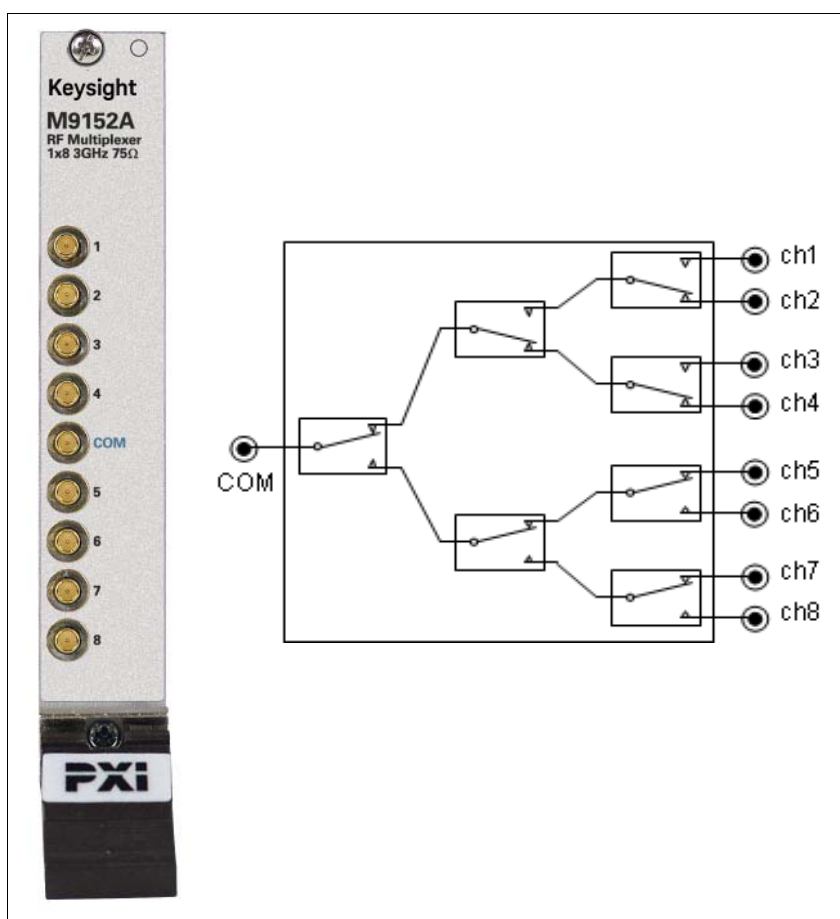 Keysight
M9152A
RF Multiplexer
1x8 3GHz 75Ω
1
2
3
4
COM
5
6
7
8
PXI
COM
ch1
ch2
ch3
ch4
ch5
ch6
ch7
ch8